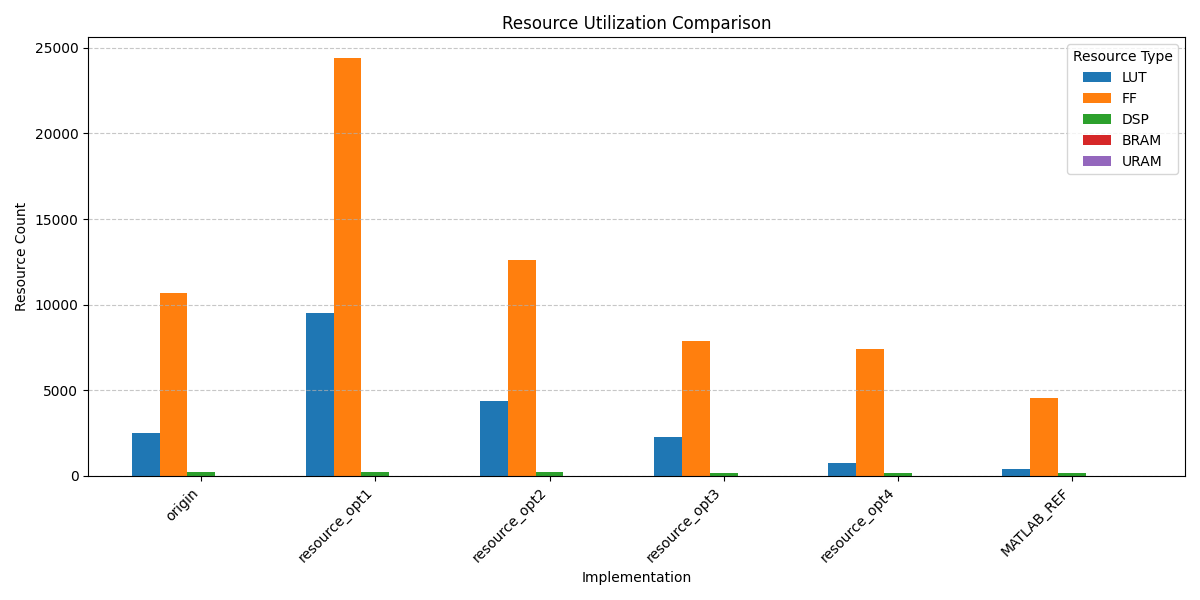 Resource Utilization Comparison
Resource Type
LUT
FF
DSP
BRAM
URAM
Resource Count
25000
20000
15000
10000
5000
0
origin
resource_opt1
resource_opt2
resource_opt3
resource_opt4
MATLAB_REF
Implementation